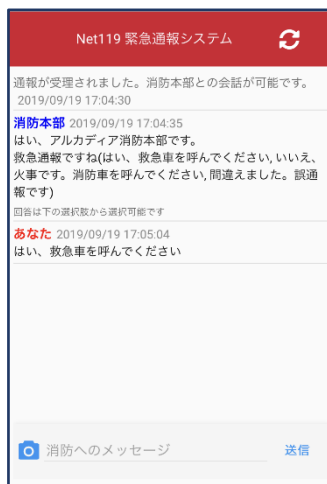 Net119 緊急通報システム
通報が受理されました。消防本部との会話が可能です。
2019/09/19 17:04:30
消防本部 2019/09/19 17:04:35
はい、アルカディア消防本部です。
救急通報ですね(はい、救急車を呼んでください,いいえ、
火事です。消防車を呼んでください,間違えました。誤通
報です)
回答は下の選択肢から選択可能です
あなた 2019/09/19 17:05:04
はい、救急車を呼んでください
消防へのメッセージ 送信